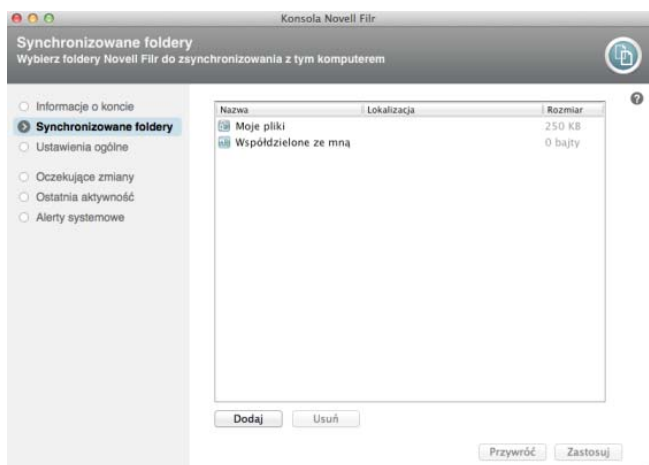 Konsola Novell Filr
Synchronizowane foldery
Wybierz foldery Novell Filr do zsynchronizowania z tym komputerem
Informacje o koncie
Synchronizowane foldery
Ustawienia ogólne
Oczekujące zmiany
Ostatnia aktywność
Alerty systemowe
Nazwa Lokalizacja Rozmiar
Moje pliki 250 KB
Współdzielone ze mną 0 bajty
Dodaj Usuń
Przywróć Zastosuj